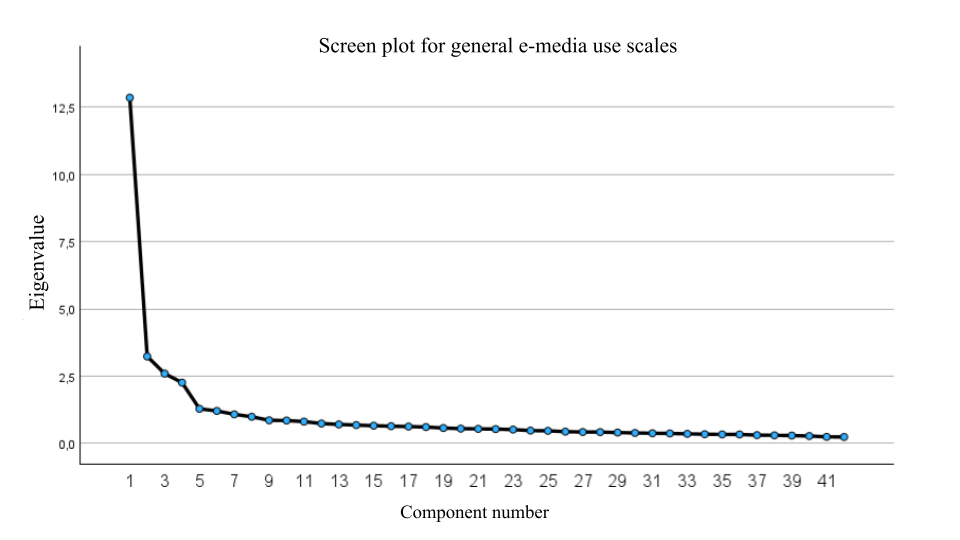 Screen plot for general e-media use scales
Eigenvalue
12,5
10,0
7,5
5,0
2,5
0,0
1 3 5 7 9 11 13 15 17 19 21 23 25 27 29 31 33 35 37 39 41
Component number